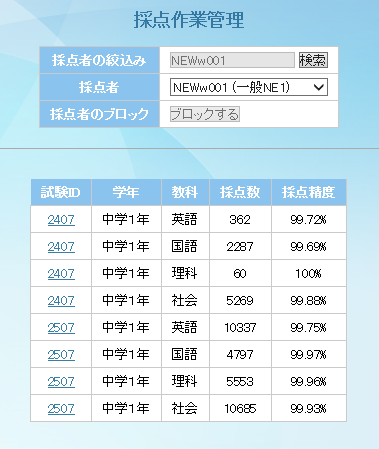 採点作業管理
採点者の絞込み NEWw001 検索
採点者 NEWw001 (一般NE1)
採点者のブロック ブロックする
試験ID 学年 教科 採点数 採点精度
2407 中学1年 英語 362 99.72%
2407 中学1年 国語 2287 99.69%
2407 中学1年 理科 60 100%
2407 中学1年 社会 5269 99.88%
2507 中学1年 英語 10337 99.75%
2507 中学1年 国語 4797 99.97%
2507 中学1年 理科 5553 99.96%
2507 中学1年 社会 10685 99.93%